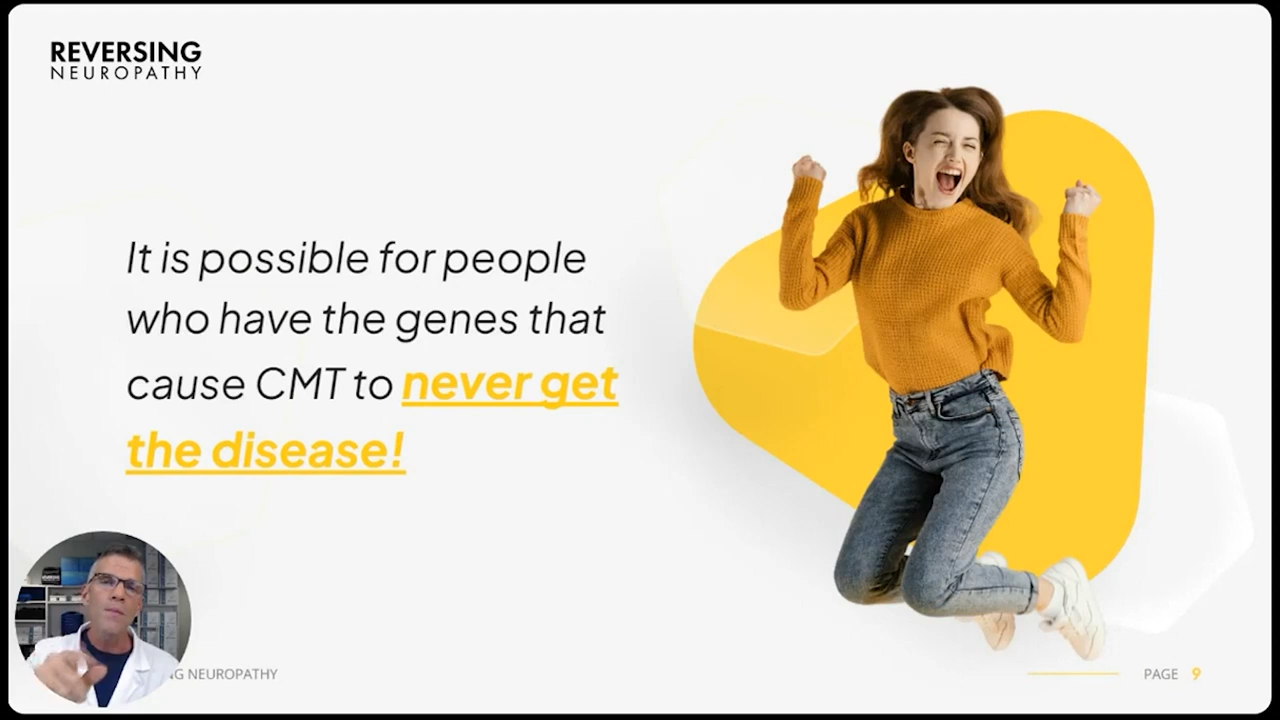 REVERSING
NEUROPATHY
It is possible for people
who have the genes that
cause CMT to never get
the disease!
NEUROPATHY
PAGE 9